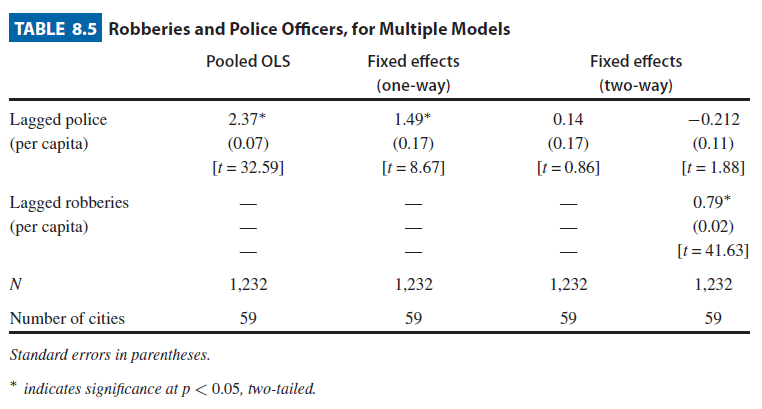 TABLE 8.5 Robberies and Police Officers, for Multiple Models
Pooled OLS Fixed effects Fixed effects
(one-way) (two-way)
Lagged police 2.37* 1.49* 0.14 −0.212
(per capita) (0.07) (0.17) (0.17) (0.11)
[t = 32.59] [t = 8.67] [t = 0.86] [t = 1.88]
Lagged robberies — — — 0.79*
(per capita) — — — (0.02)
— — — [t = 41.63]
N 1,232 1,232 1,232 1,232
Number of cities 59 59 59 59
Standard errors in parentheses.
* indicates significance at p < 0.05, two-tailed.